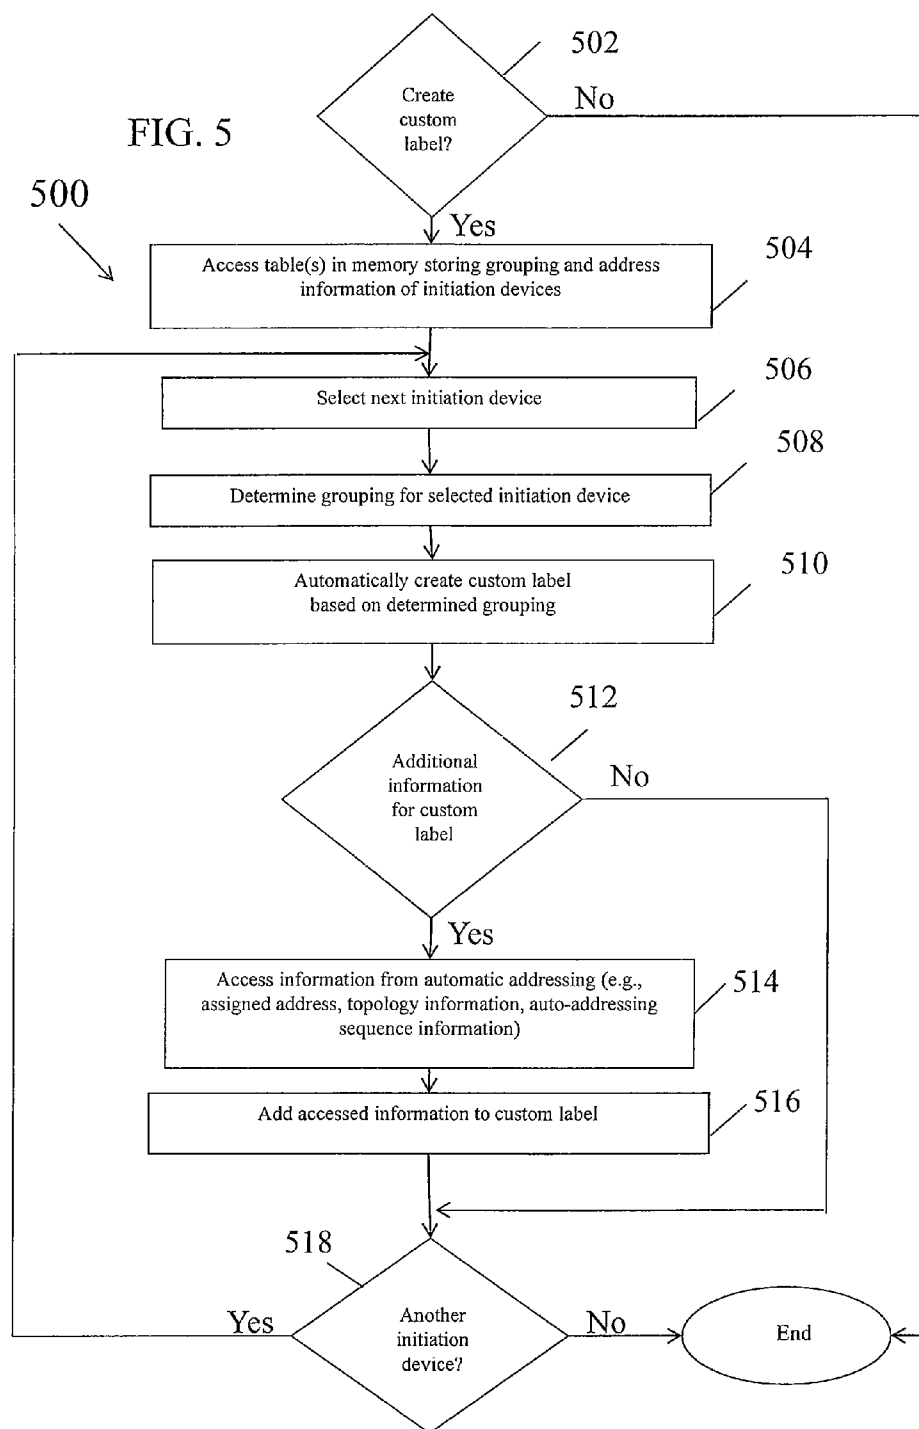 502
Create
custom
label?
No
FIG. 5
500
Yes
504
Access table(s) in memory storing grouping and address
information of initiation devices
506
Select next initiation device
508
Determine grouping for selected initiation device
510
Automatically create custom label
based on determined grouping
512
Additional
information
for custom
label
No
Yes
514
Access information from automatic addressing (e.g.,
assigned address, topology information, auto-addressing
sequence information)
516
Add accessed information to custom label
518
Yes
Another
initiation
device?
No
End